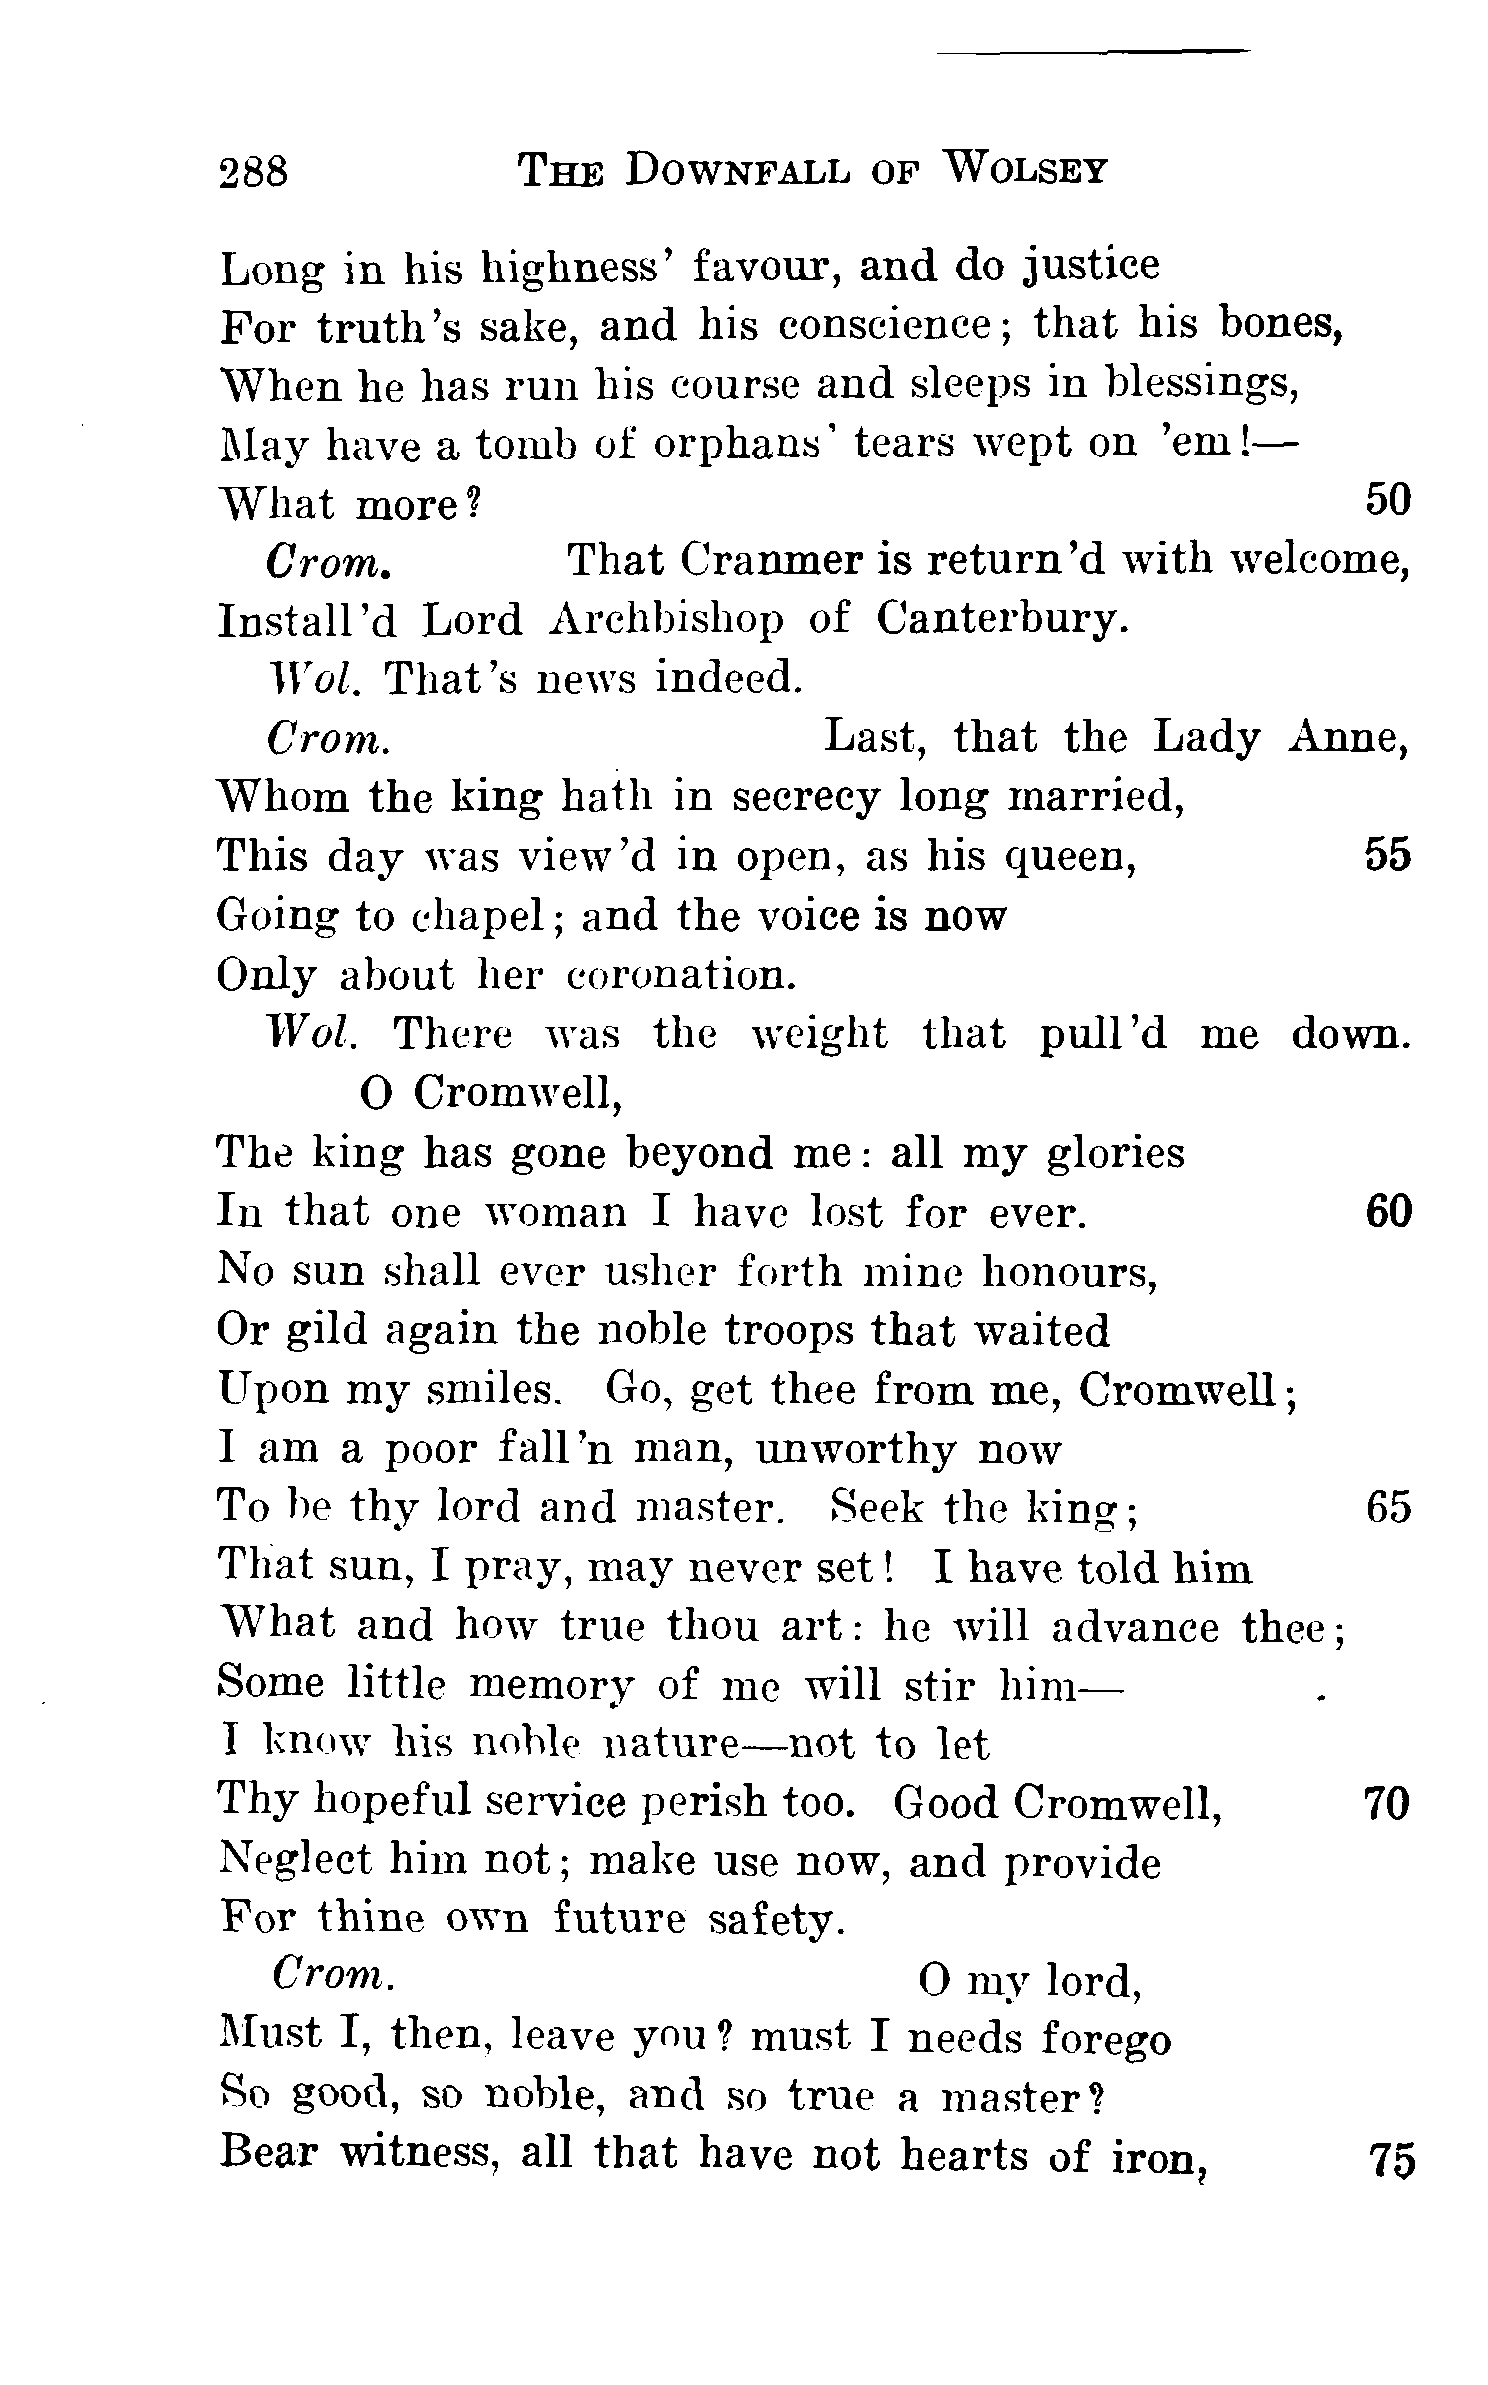 288 THE DOWNFALL OF WOLSEY
Long in his highness' favour, and do justice
For truth's sake, and his conscience; that his bones,
When he has run his course and sleeps in blessings,
May have a tomb of orphans' tears wept on 'em!—
What more? 50
Crom. That Cranmer is return'd with welcome,
Install'd Lord Archbishop of Canterbury.
Wol. That's news indeed.
Crom. Last, that the Lady Anne,
Whom the king hath in secrecy long married,
This day was view'd in open, as his queen, 55
Going to chapel; and the voice is now
Only about her coronation.
Wol. There was the weight that pull'd me down.
O Cromwell,
The king has gone beyond me: all my glories
In that one woman I have lost for ever. 60
No sun shall ever usher forth mine honours,
Or gild again the noble troops that waited
Upon my smiles. Go, get thee from me, Cromwell;
I am a poor fall'n man, unworthy now
To be thy lord and master. Seek the king; 65
That sun, I pray, may never set! I have told him
What and how true thou art: he will advance thee;
Some little memory of me will stir him—
I know his noble nature—not to let
Thy hopeful service perish too. Good Cromwell, 70
Neglect him not; make use now, and provide
For thine own future safety.
Crom. O my lord,
Must I, then, leave you? must I needs forego
So good, so noble, and so true a master?
Bear witness, all that have not hearts of iron, 75